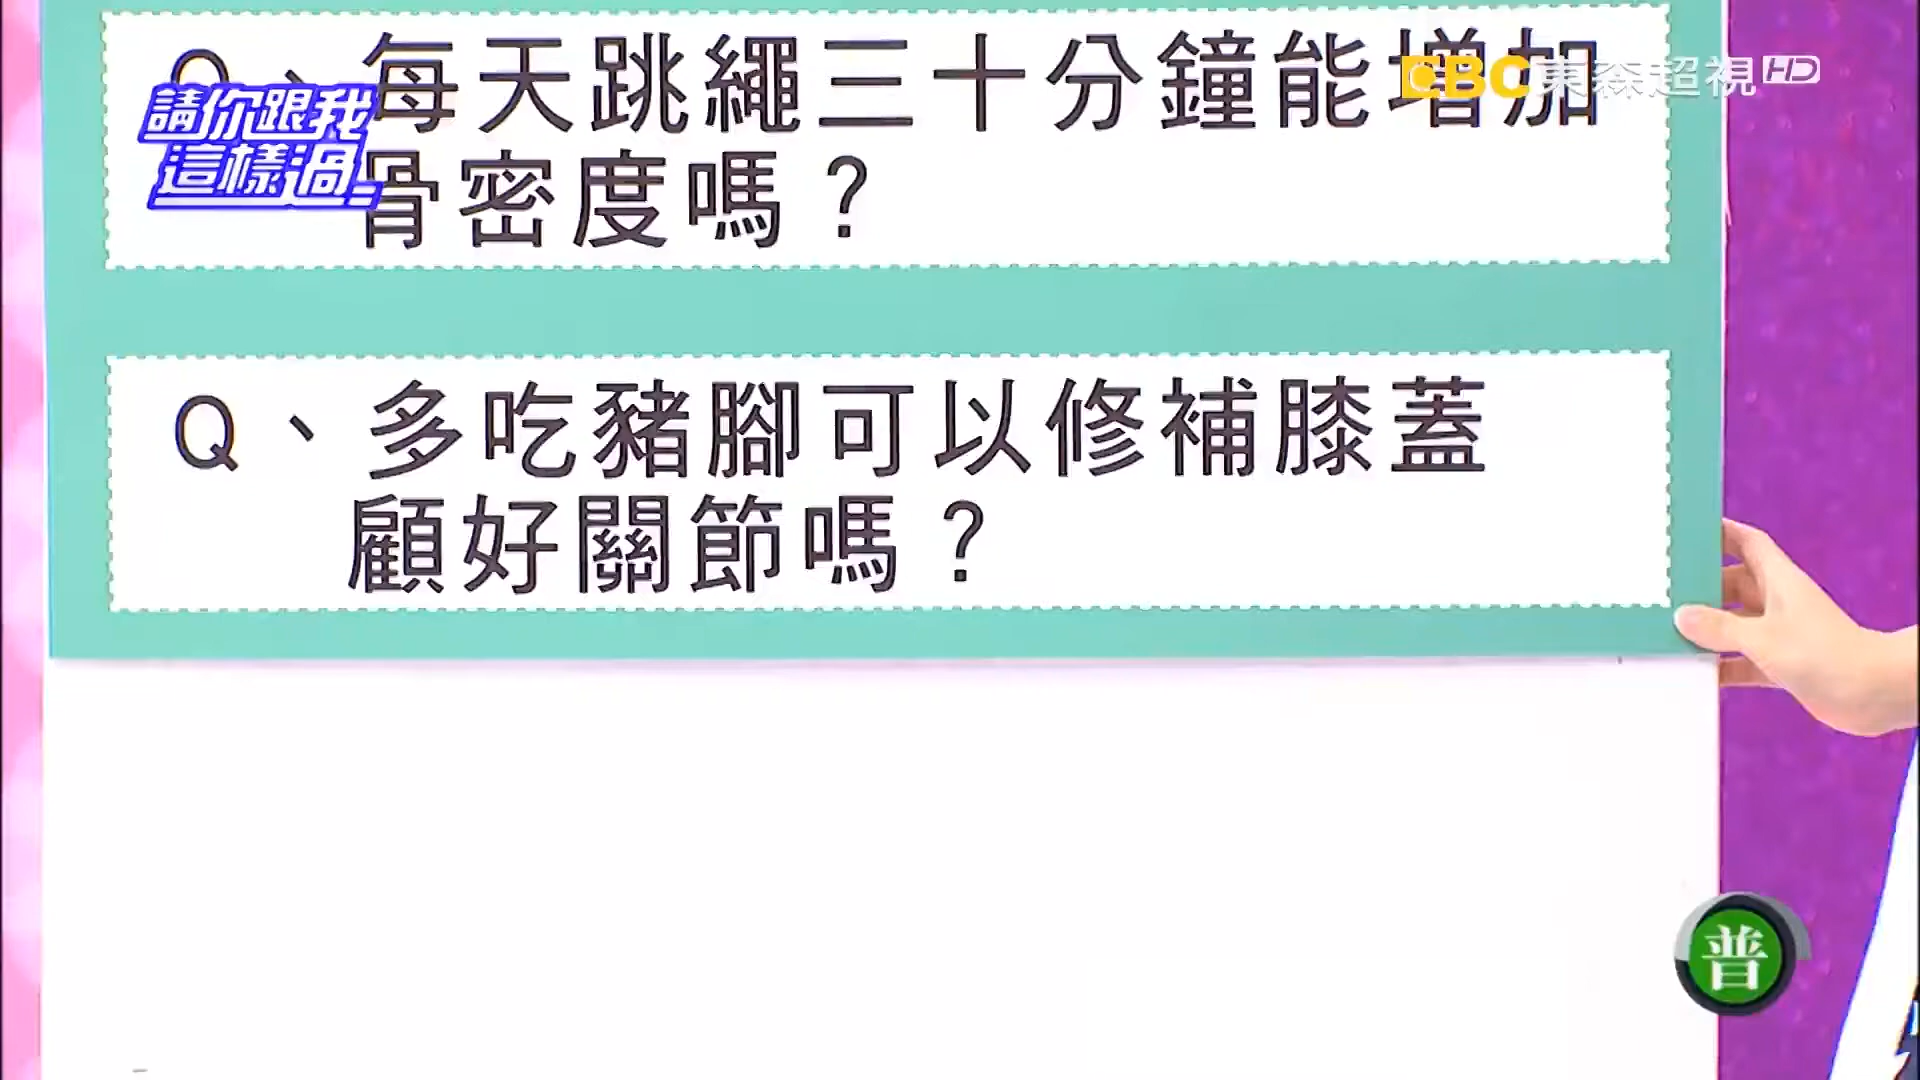 Q、每天跳繩三十分鐘能增加
骨密度嗎？
請你跟我
這樣過
EBC東森超視HD
Q、多吃豬腳可以修補膝蓋
顧好關節嗎？
普